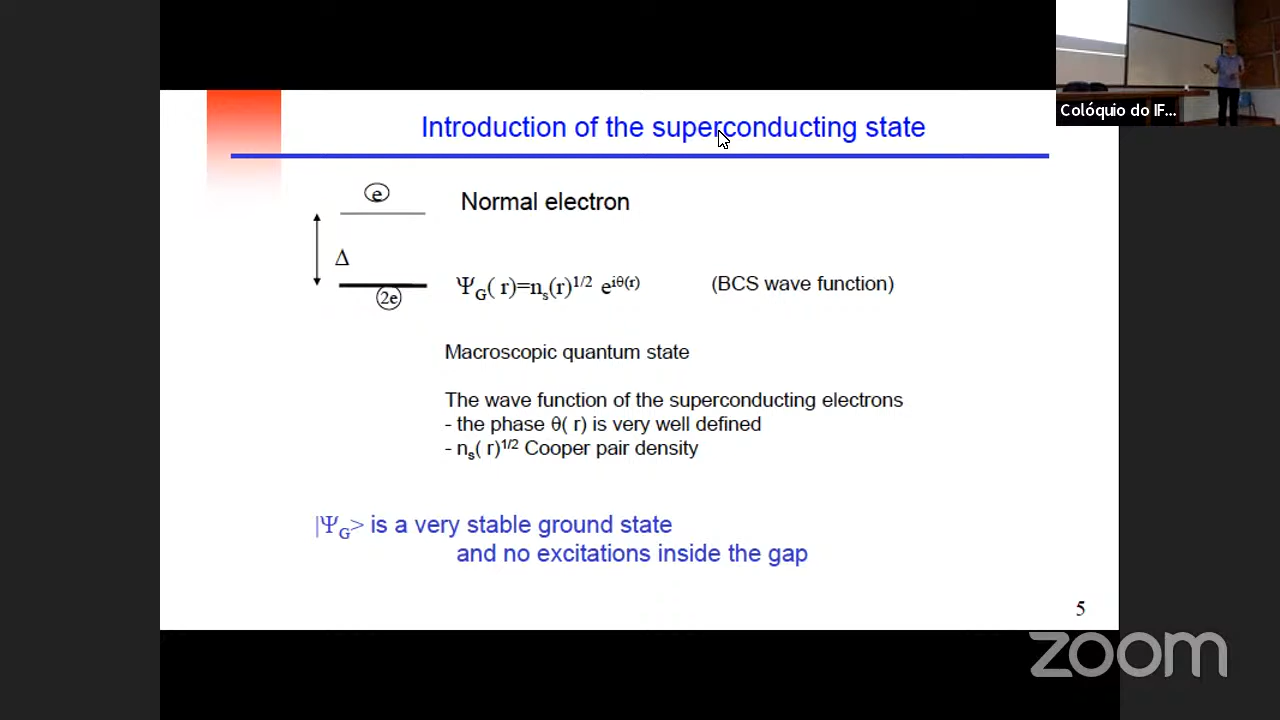 Colóquio do IF...
Introduction of the superconducting state
e
Normal electron
Δ
Ψ_G( r)=n_s(r)^1/2 e^iθ(r) (BCS wave function)
2e
Macroscopic quantum state
The wave function of the superconducting electrons
- the phase θ( r) is very well defined
- n_s( r)^1/2 Cooper pair density
|Ψ_G> is a very stable ground state
and no excitations inside the gap
5
zoom